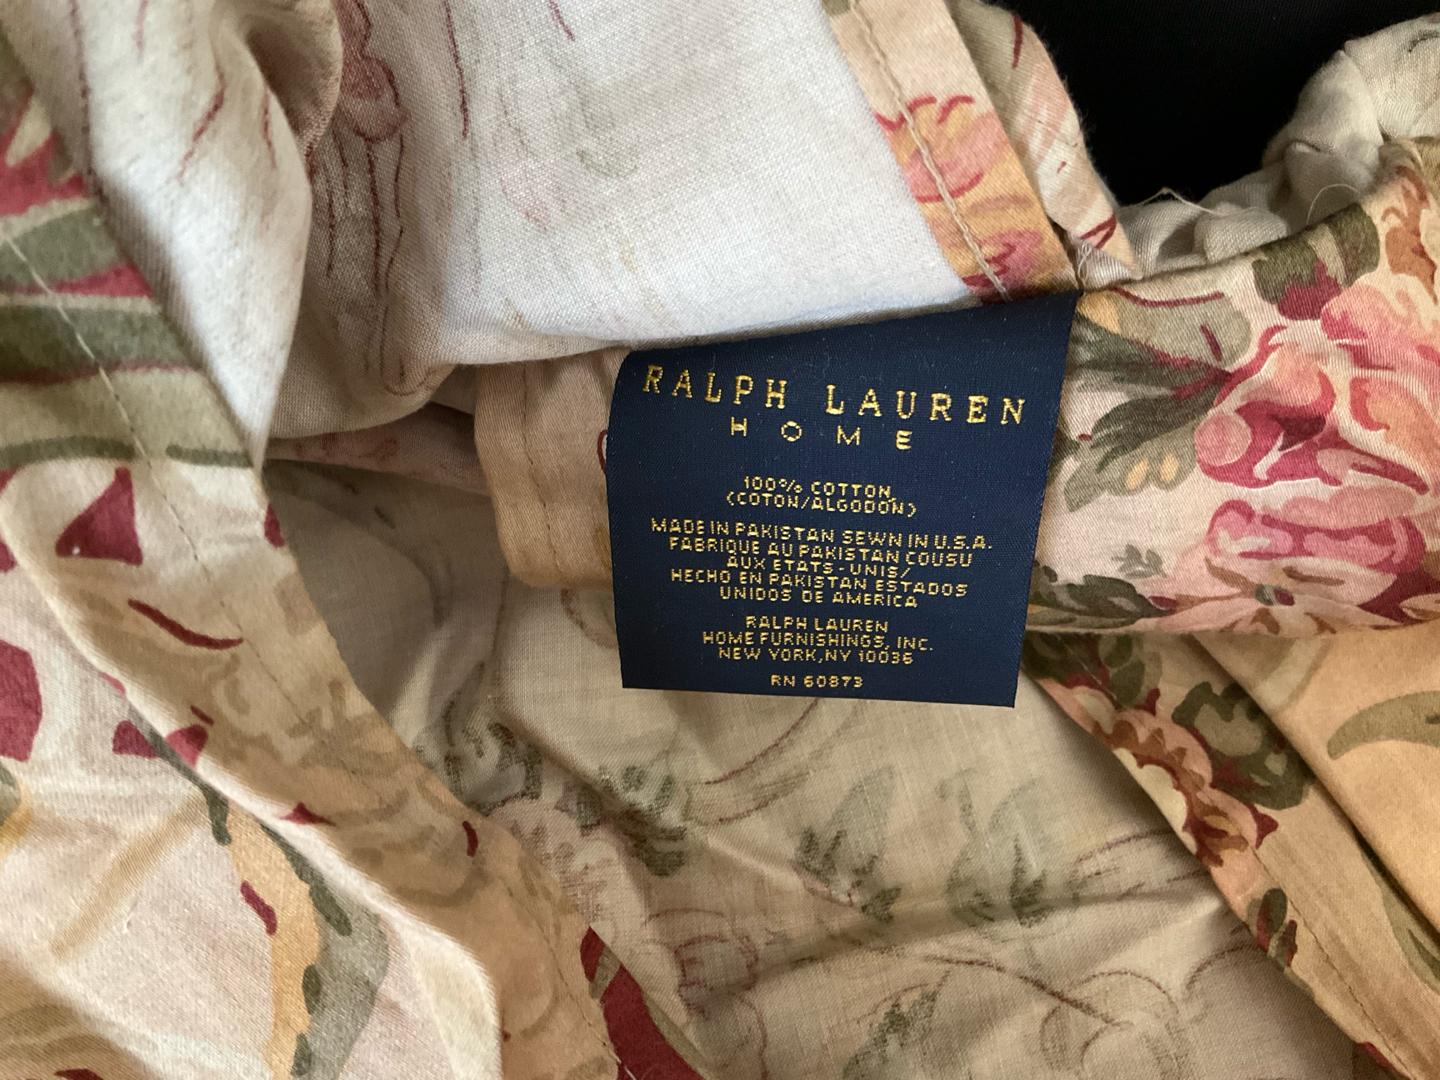 RALPH LAUREN
HOME
100% COTTON
(COTON/ALGODON)
MADE IN PAKISTAN SEWN IN U.S.A.
FABRIQUE AU PAKISTAN COUSU
AUX ETATS-UNIS/
HECHO EN PAKISTAN ESTADOS
UNIDOS DE AMERICA
RALPH LAUREN
HOME FURNISHINGS, INC.
NEW YORK,NY 10036
RN 60873